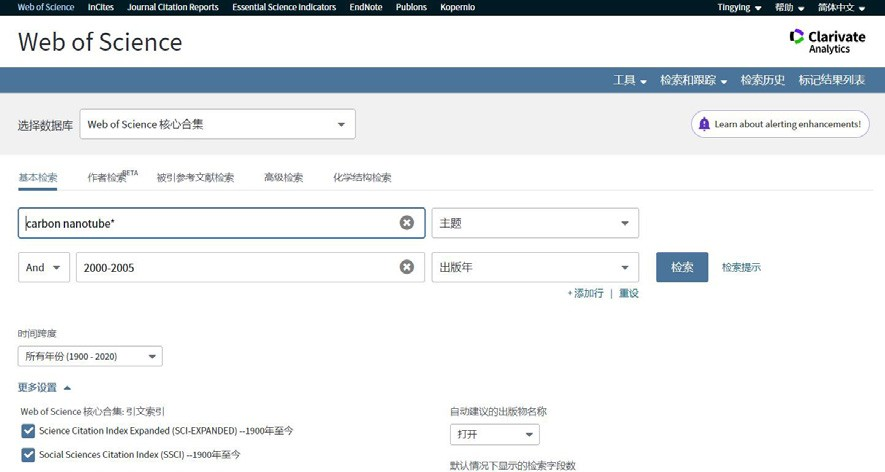 Web of Science InCites Journal Citation Reports Essential Science Indicators EndNote Publons Kopernio Tingying 帮助 简体中文
Web of Science
Clarivate
Analytics
工具 检索和跟踪 检索历史 标记结果列表
选择数据库 Web of Science 核心合集 Learn about alerting enhancements!
基本检索 作者检索BETA 被引参考文献检索 高级检索 化学结构检索
carbon nanotube* 主题
And 2000-2005 出版年 检索 检索提示
+ 添加行 | 重设
时间跨度
所有年份 (1900 - 2020)
更多设置
Web of Science 核心合集: 引文索引 自动建议的出版物名称
Science Citation Index Expanded (SCI-EXPANDED) --1900年至今 打开
Social Sciences Citation Index (SSCI) --1900年至今
默认情况下显示的检索字段数